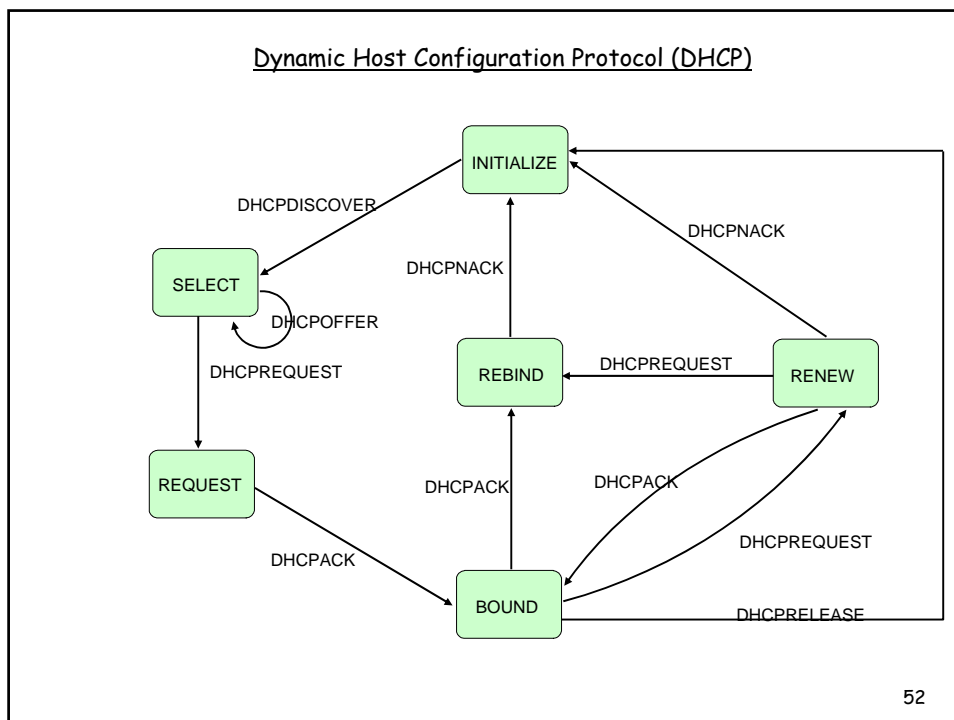 Dynamic Host Configuration Protocol (DHCP)
INITIALIZE
DHCPDISCOVER
DHCPNACK
DHCPNACK
SELECT
DHCPOFFER
DHCPREQUEST
REBIND
DHCPREQUEST
RENEW
REQUEST
DHCPACK
DHCPACK
DHCPACK
DHCPREQUEST
BOUND
DHCPRELEASE
52